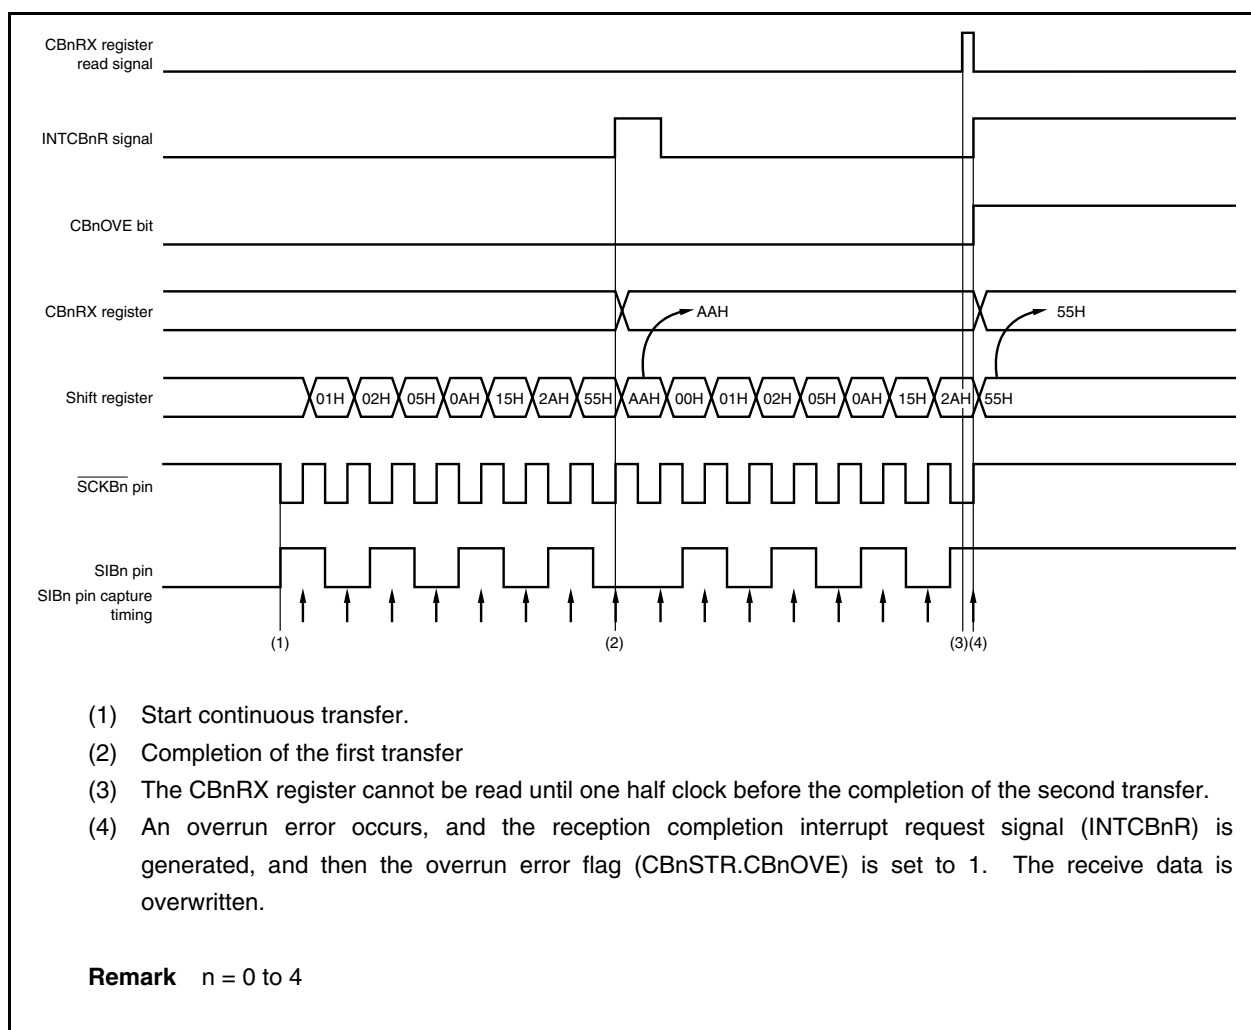 CBnRX register
read signal
INTCBnR signal
CBnOVE bit
CBnRX register
AAH
55H
Shift register
01H 02H 05H 0AH 15H 2AH 55H AAH 00H 01H 02H 05H 0AH 15H 2AH 55H
SCKBn pin
SIBn pin
SIBn pin capture
timing
(1) (2) (3) (4)
(1) Start continuous transfer.
(2) Completion of the first transfer
(3) The CBnRX register cannot be read until one half clock before the completion of the second transfer.
(4) An overrun error occurs, and the reception completion interrupt request signal (INTCBnR) is
generated, and then the overrun error flag (CBnSTR.CBnOVE) is set to 1. The receive data is
overwritten.
Remark n = 0 to 4